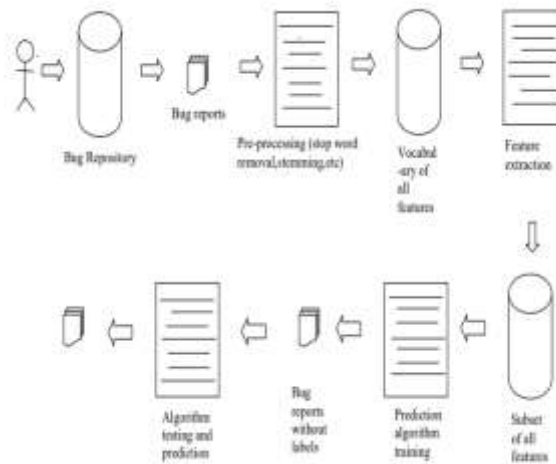 Bug Repository
Bug reports
Pre-processing (stop word
removal,stemming,etc)
Vocabul
-ary of
all
features
Feature
extraction
Subset
of all
features
Prediction
algorithm
training
Bug
reports
without
labels
Algorithm
testing and
prediction